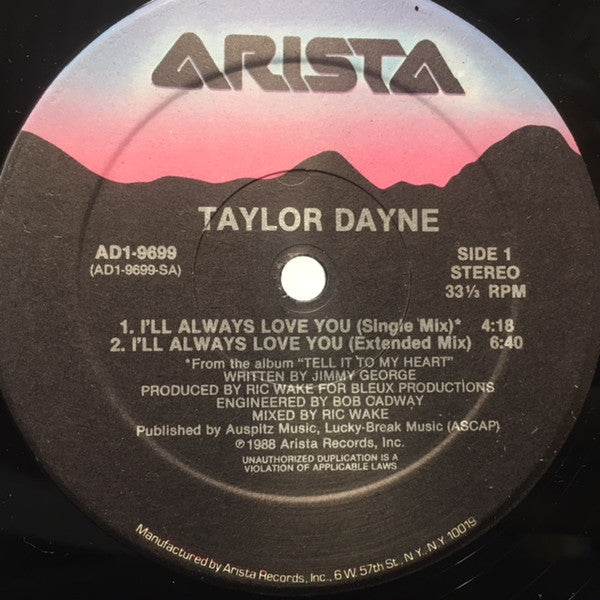 ARISTA
TAYLOR DAYNE
AD1-9699
(AD1-9699-SA)
SIDE 1
STEREO
33⅓ RPM
1. I'LL ALWAYS LOVE YOU (Single Mix)* 4:18
2. I'LL ALWAYS LOVE YOU (Extended Mix) 6:40
*From the album "TELL IT TO MY HEART"
WRITTEN BY JIMMY GEORGE
PRODUCED BY RIC WAKE FOR BLEUX PRODUCTIONS
ENGINEERED BY BOB CADWAY
MIXED BY RIC WAKE
Published by Auspitz Music, Lucky-Break Music (ASCAP)
℗1988 Arista Records, Inc.
UNAUTHORIZED DUPLICATION IS A
VIOLATION OF APPLICABLE LAWS
Manufactured by Arista Records, Inc., 6 W. 57th St., N.Y., N.Y. 10019